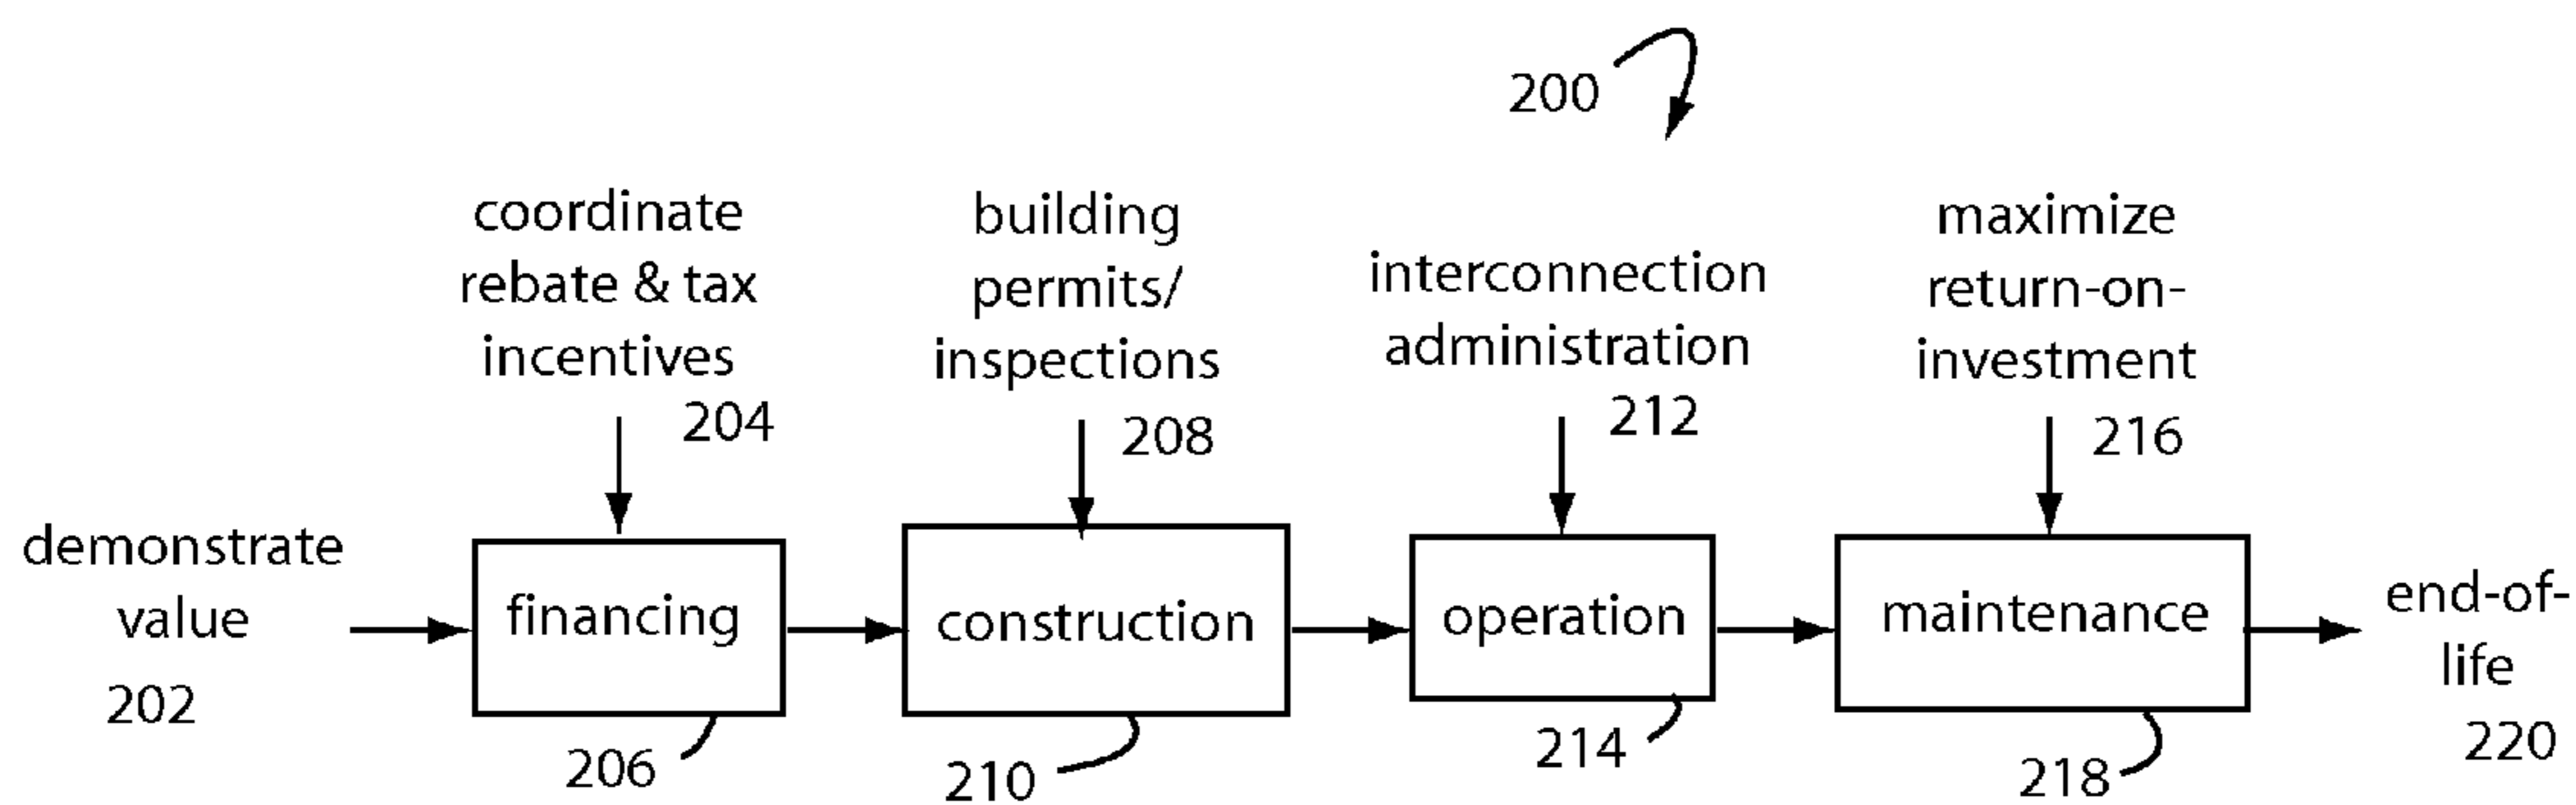 200
coordinate
rebate & tax
incentives
204
building
permits/
inspections
208
interconnection
administration
212
maximize
return-on-
investment
216
demonstrate
value
202
financing
206
construction
210
operation
214
maintenance
218
end-of-
life
220